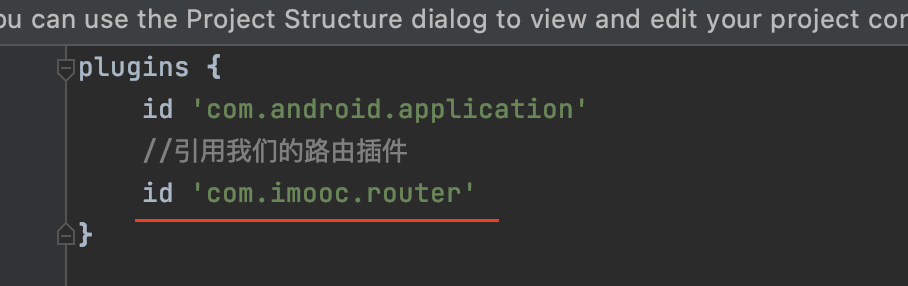 ou can use the Project Structure dialog to view and edit your project con
plugins {
id 'com.android.application'
//引用我们的路由插件
id 'com.imooc.router'
}